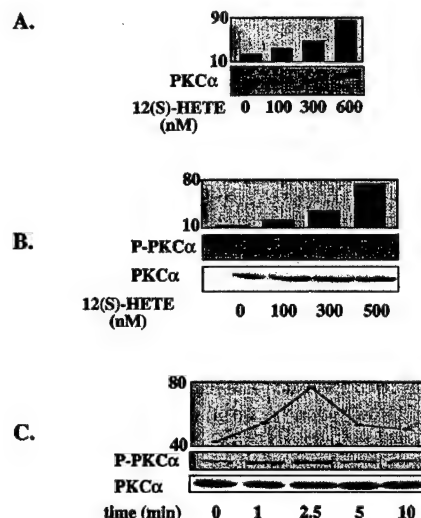 A.
90
10
PKCα
12(S)-HETE 0 100 300 600
(nM)
B.
80
10
P-PKCα
PKCα
12(S)-HETE 0 100 300 500
(nM)
C.
80
40
P-PKCα
PKCα
time (min) 0 1 2.5 5 10